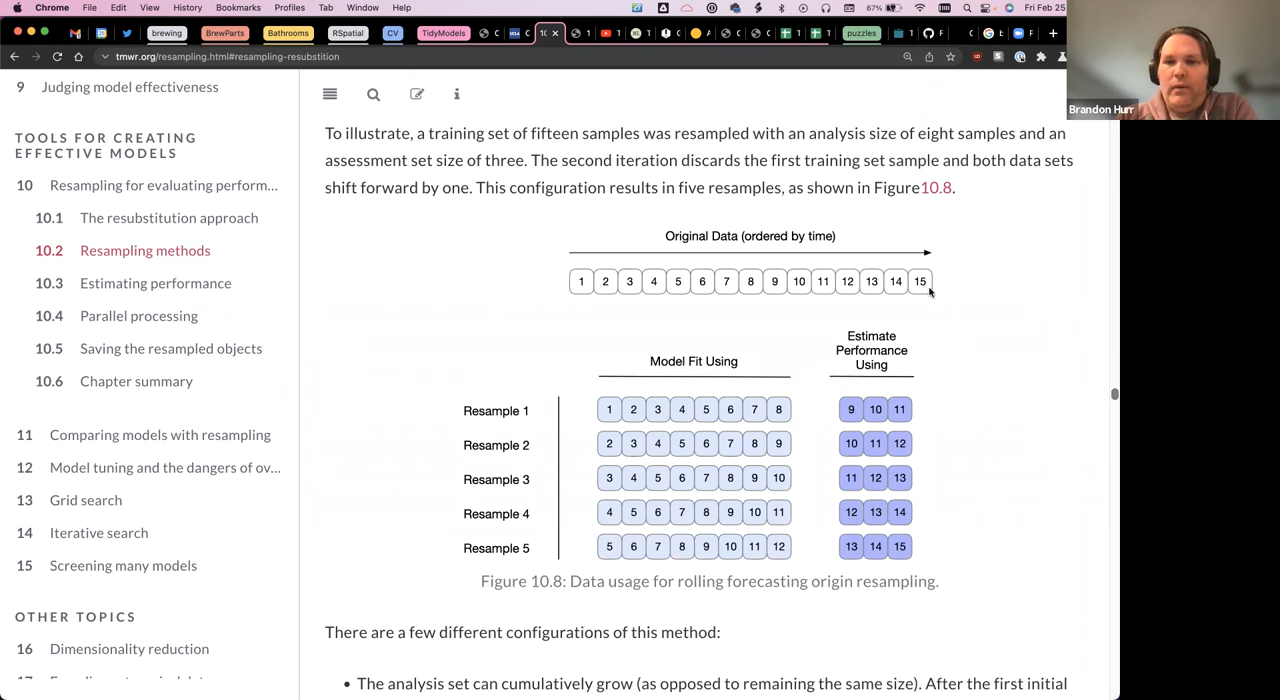 Chrome File Edit View History Bookmarks Profiles Tab Window Help 67% Fri Feb 25
brewing BrewParts Bathrooms RSpatial CV TidyModels puzzles
tmwr.org/resampling.html#resampling-resubstition
Brandon Hurr
9 Judging model effectiveness
TOOLS FOR CREATING
EFFECTIVE MODELS
10 Resampling for evaluating perform...
10.1 The resubstitution approach
10.2 Resampling methods
10.3 Estimating performance
10.4 Parallel processing
10.5 Saving the resampled objects
10.6 Chapter summary
11 Comparing models with resampling
12 Model tuning and the dangers of ov...
13 Grid search
14 Iterative search
15 Screening many models
OTHER TOPICS
16 Dimensionality reduction
To illustrate, a training set of fifteen samples was resampled with an analysis size of eight samples and an
assessment set size of three. The second iteration discards the first training set sample and both data sets
shift forward by one. This configuration results in five resamples, as shown in Figure 10.8.
Original Data (ordered by time)
1 2 3 4 5 6 7 8 9 10 11 12 13 14 15
Model Fit Using
Estimate
Performance
Using
Resample 1 1 2 3 4 5 6 7 8 9 10 11
Resample 2 2 3 4 5 6 7 8 9 10 11 12
Resample 3 3 4 5 6 7 8 9 10 11 12 13
Resample 4 4 5 6 7 8 9 10 11 12 13 14
Resample 5 5 6 7 8 9 10 11 12 13 14 15
Figure 10.8: Data usage for rolling forecasting origin resampling.
There are a few different configurations of this method:
• The analysis set can cumulatively grow (as opposed to remaining the same size). After the first initial